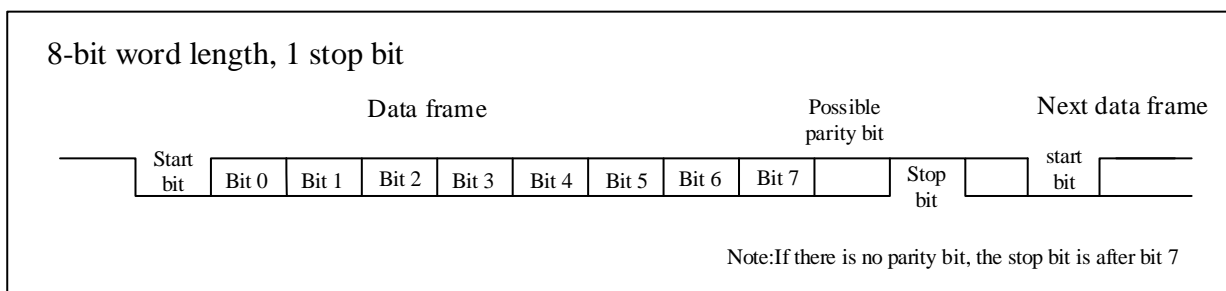 8-bit word length, 1 stop bit
Data frame
Possible
parity bit
Next data frame
Start
bit
Bit 0
Bit 1
Bit 2
Bit 3
Bit 4
Bit 5
Bit 6
Bit 7
Stop
bit
start
bit
Note:If there is no parity bit, the stop bit is after bit 7